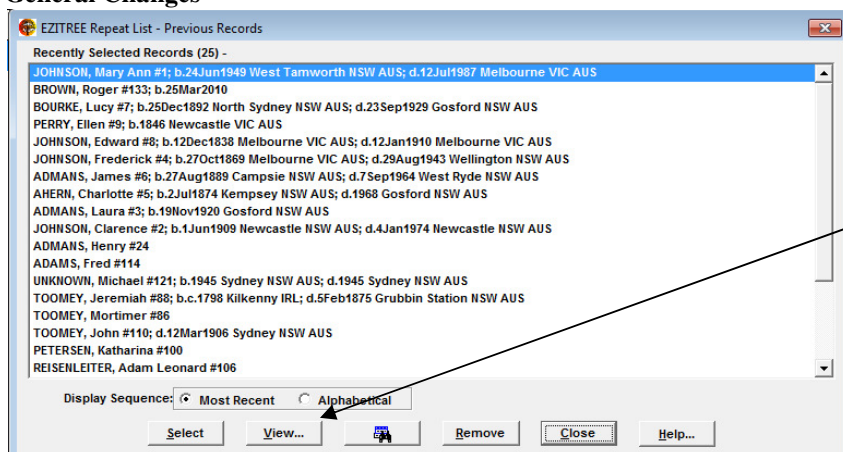 General Changes
EZITREE Repeat List - Previous Records
Recently Selected Records (25) -
JOHNSON, Mary Ann #1; b.24Jun1949 West Tamworth NSW AUS; d.12Jul1987 Melbourne VIC AUS
BROWN, Roger #133; b.25Mar2010
BOURKE, Lucy #7; b.25Dec1892 North Sydney NSW AUS; d.23Sep1929 Gosford NSW AUS
PERRY, Ellen #9; b.1846 Newcastle VIC AUS
JOHNSON, Edward #8; b.12Dec1838 Melbourne VIC AUS; d.12Jan1910 Melbourne VIC AUS
JOHNSON, Frederick #4; b.27Oct1869 Melbourne VIC AUS; d.29Aug1943 Wellington NSW AUS
ADMANS, James #6; b.27Aug1889 Campsie NSW AUS; d.7Sep1964 West Ryde NSW AUS
AHERN, Charlotte #5; b.2Jul1874 Kempsey NSW AUS; d.1968 Gosford NSW AUS
ADMANS, Laura #3; b.19Nov1920 Gosford NSW AUS
JOHNSON, Clarence #2; b.1Jun1909 Newcastle NSW AUS; d.4Jan1974 Newcastle NSW AUS
ADMANS, Henry #24
ADAMS, Fred #114
UNKNOWN, Michael #121; b.1945 Sydney NSW AUS; d.1945 Sydney NSW AUS
TOOMEY, Jeremiah #88; b.c.1798 Kilkenny IRL; d.5Feb1875 Grubbin Station NSW AUS
TOOMEY, Mortimer #86
TOOMEY, John #110; d.12Mar1906 Sydney NSW AUS
PETERSEN, Katharina #100
REISENLEITER, Adam Leonard #106
Display Sequence: Most Recent Alphabetical
Select View... Remove Close Help...